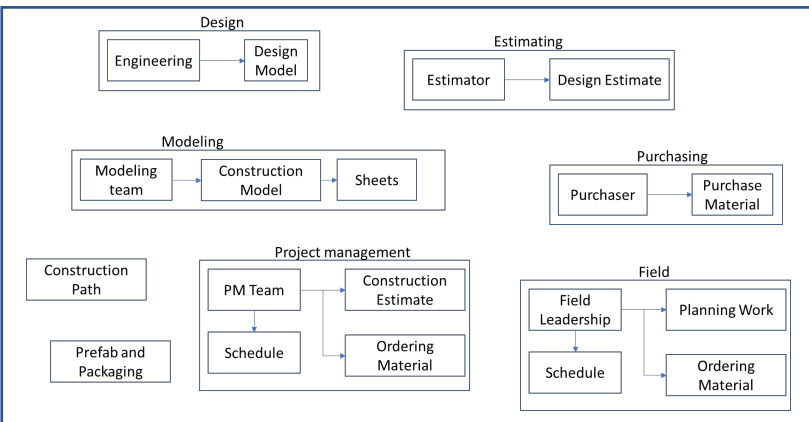 Design
Engineering
Design
Model
Estimating
Estimator
Design Estimate
Modeling
Modeling
team
Construction
Model
Sheets
Purchasing
Purchaser
Purchase
Material
Construction
Path
Prefab and
Packaging
Project management
PM Team
Construction
Estimate
Schedule
Ordering
Material
Field
Field
Leadership
Planning Work
Schedule
Ordering
Material